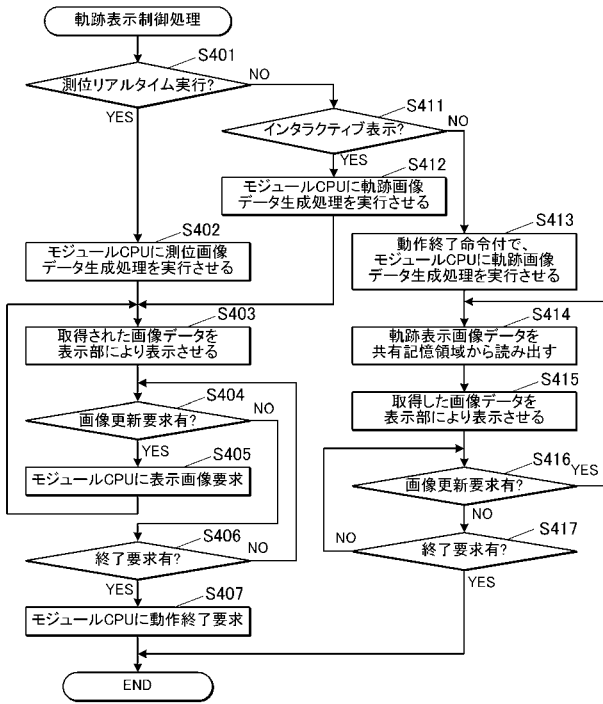 軌跡表示制御処理
S401
測位リアルタイム実行?
NO
YES
S411
インタラクティブ表示?
NO
YES
S412
モジュールCPUに軌跡画像
データ生成処理を実行させる
S402
モジュールCPUに測位画像
データ生成処理を実行させる
S413
動作終了命令付で、
モジュールCPUに軌跡画像
データ生成処理を実行させる
S403
取得された画像データを
表示部により表示させる
S414
軌跡表示画像データを
共有記憶領域から読み出す
S404
画像更新要求有?
NO
YES
S415
取得した画像データを
表示部により表示させる
S405
モジュールCPUに表示画像要求
S416
画像更新要求有?
YES
NO
S406
終了要求有?
NO
YES
S417
終了要求有?
NO
YES
S407
モジュールCPUに動作終了要求
END